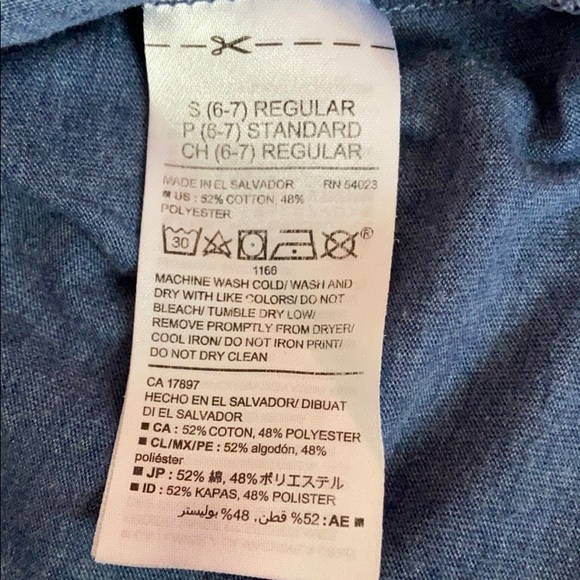 S (6-7) REGULAR
P (6-7) STANDARD
CH (6-7) REGULAR
MADE IN EL SALVADOR RN 54023
■ US : 52% COTTON, 48%
POLYESTER
30 ®
1166
MACHINE WASH COLD/ WASH AND
DRY WITH LIKE COLORS/ DO NOT
BLEACH/ TUMBLE DRY LOW/
REMOVE PROMPTLY FROM DRYER/
COOL IRON/ DO NOT IRON PRINT/
DO NOT DRY CLEAN
CA 17897
HECHO EN EL SALVADOR/ DIBUAT
DI EL SALVADOR
■ CA : 52% COTON, 48% POLYESTER
■ CL/MX/PE : 52% algodón, 48%
poliéster
■ JP : 52% 綿, 48% ポリエステル
■ ID : 52% KAPAS, 48% POLISTER
■ AE: 52% قطن, 48% بوليستر